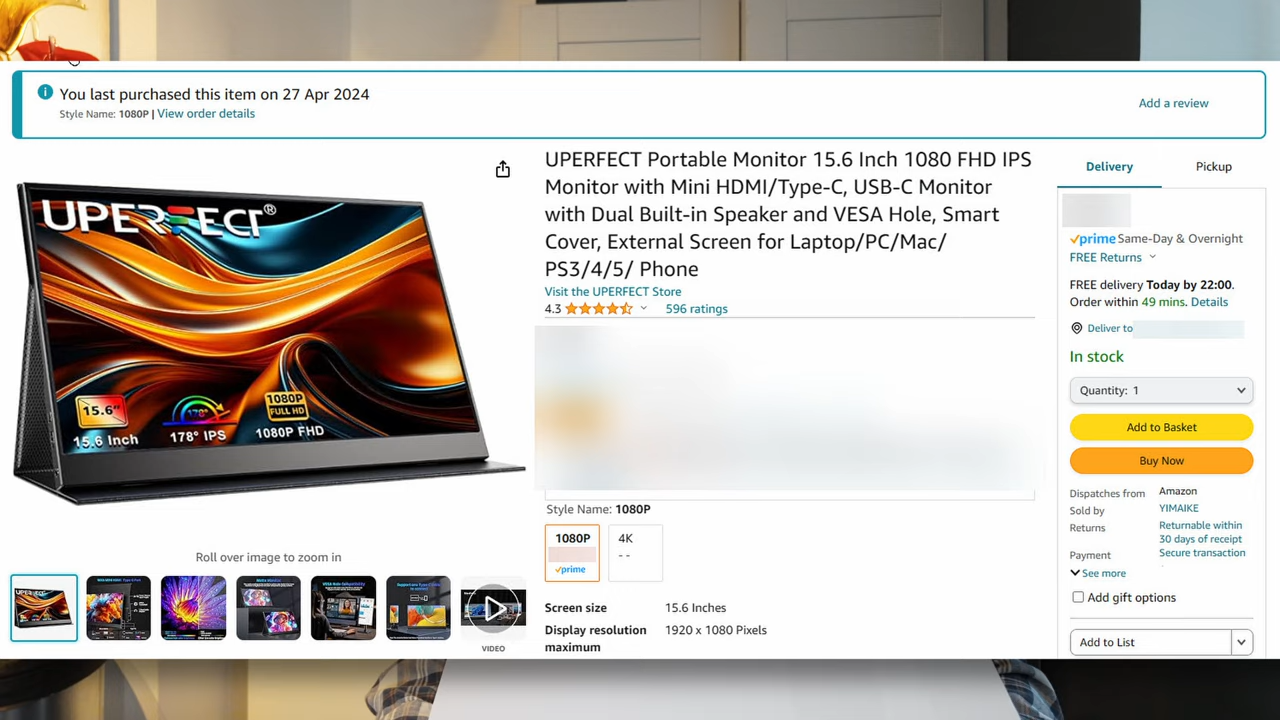 You last purchased this item on 27 Apr 2024
Add a review
Style Name: 1080P | View order details
UPERFECT Portable Monitor 15.6 Inch 1080 FHD IPS
Monitor with Mini HDMI/Type-C, USB-C Monitor
with Dual Built-in Speaker and VESA Hole, Smart
Cover, External Screen for Laptop/PC/Mac/
PS3/4/5/ Phone
Visit the UPERFECT Store
4.3
596 ratings
UPERFECT®
15.6"
15.6 Inch
178°
178° IPS
1080P
FULL HD
1080P FHD
Roll over image to zoom in
VIDEO
Style Name: 1080P
1080P
prime
4K
- -
Screen size 15.6 Inches
Display resolution 1920 x 1080 Pixels
maximum
Delivery Pickup
prime Same-Day & Overnight
FREE Returns
FREE delivery Today by 22:00.
Order within 49 mins. Details
Deliver to
In stock
Quantity: 1
Add to Basket
Buy Now
Dispatches from Amazon
Sold by YIMAIKE
Returns Returnable within
30 days of receipt
Payment Secure transaction
See more
Add gift options
Add to List